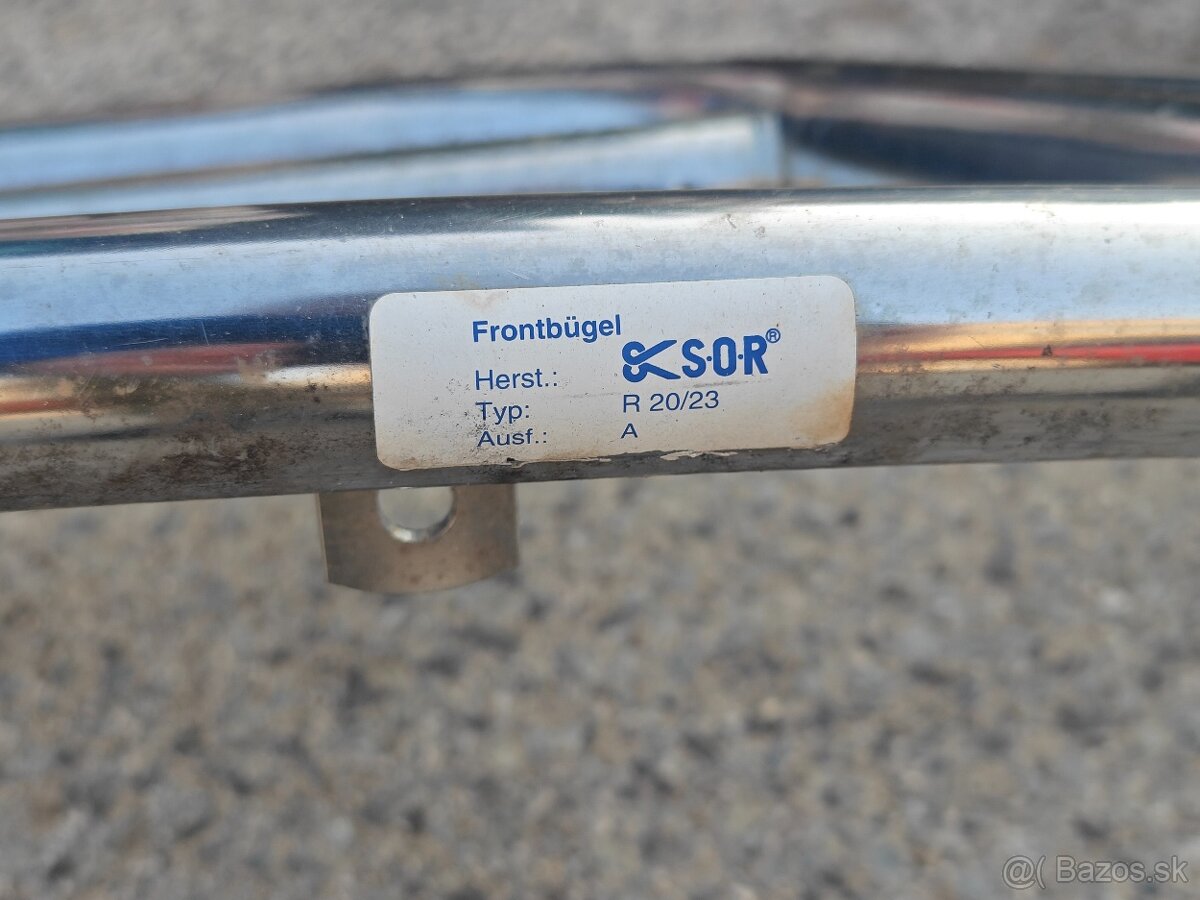 Frontbügel
Herst.: S·O·R®
Typ: R 20/23
Ausf.: A
@( Bazos.sk